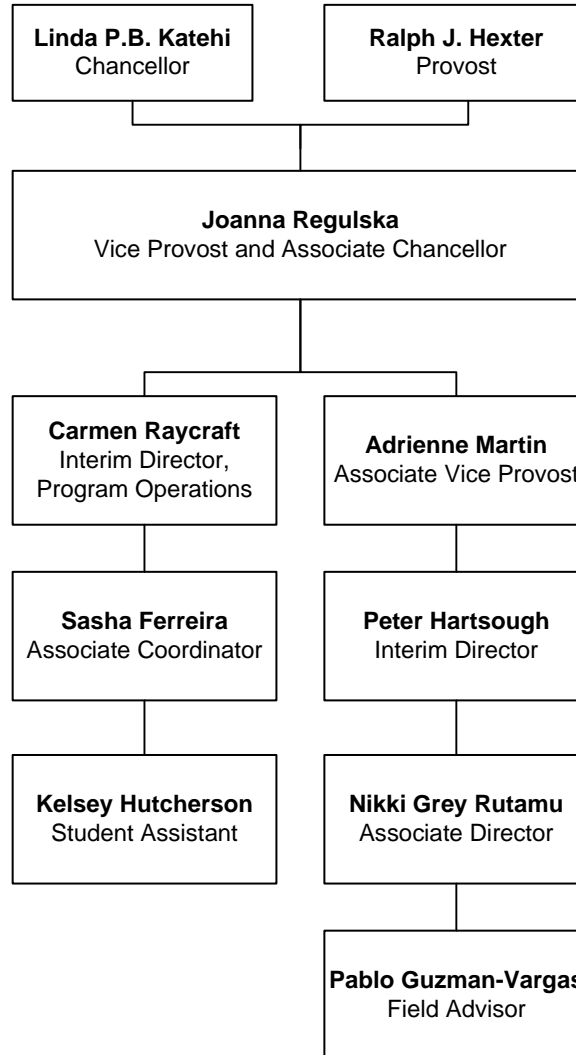 Linda P.B. Katehi
Chancellor
Ralph J. Hexter
Provost
Joanna Regulska
Vice Provost and Associate Chancellor
Carmen Raycraft
Interim Director,
Program Operations
Adrienne Martin
Associate Vice Provost
Sasha Ferreira
Associate Coordinator
Peter Hartsough
Interim Director
Kelsey Hutcherson
Student Assistant
Nikki Grey Rutamu
Associate Director
Pablo Guzman-Vargas
Field Advisor